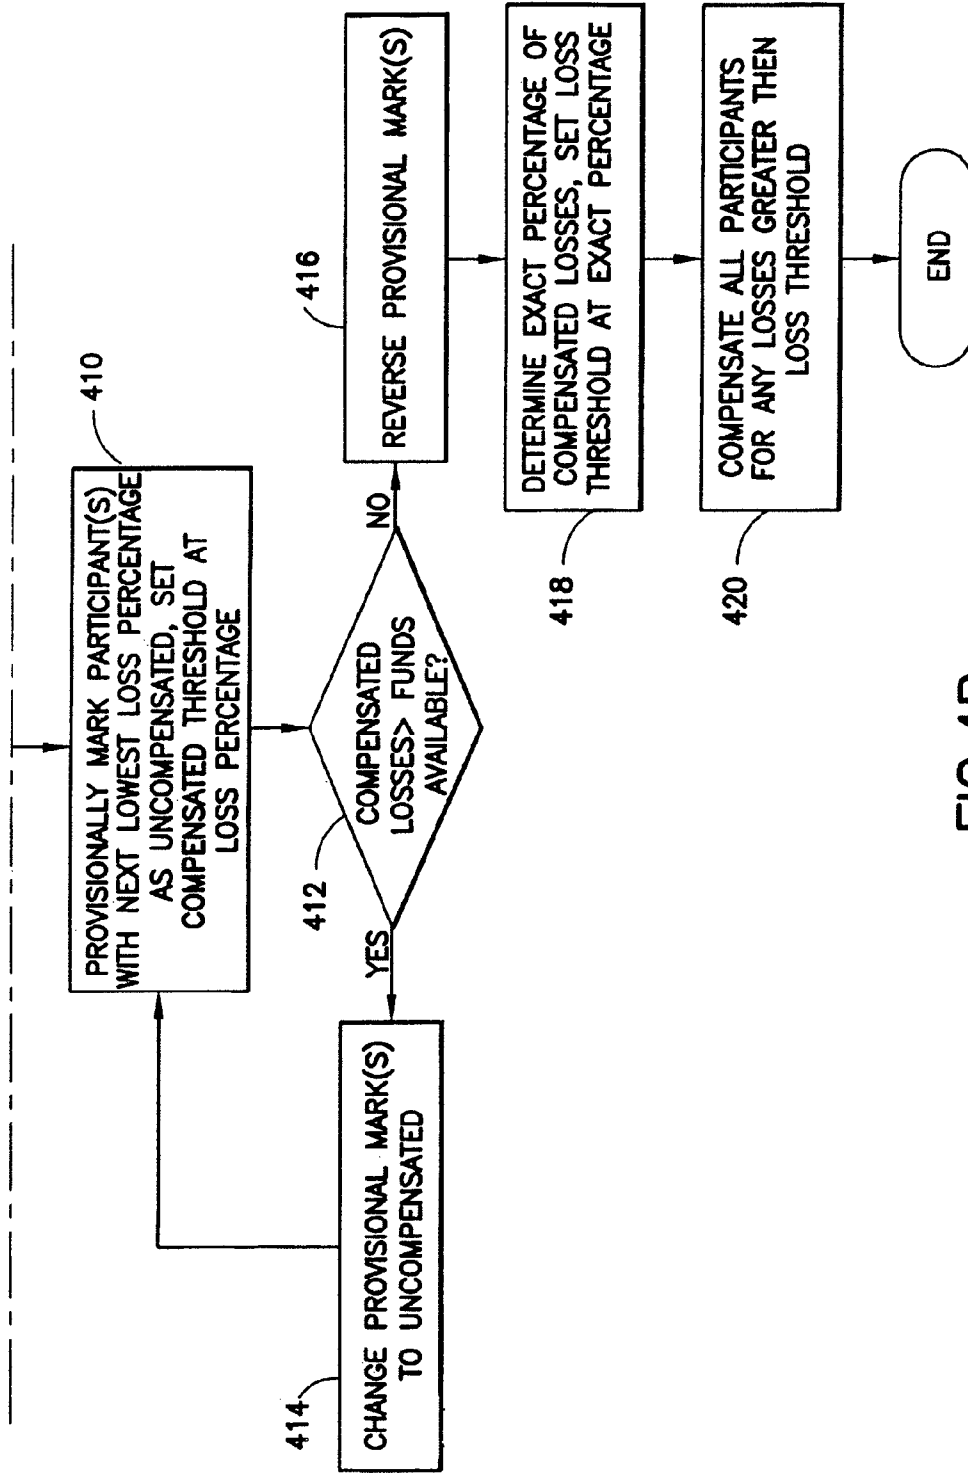 PROVISIONALLY MARK PARTICIPANT(S)
WITH NEXT LOWEST LOSS PERCENTAGE
AS UNCOMPENSATED, SET
COMPENSATED THRESHOLD AT
LOSS PERCENTAGE
410
COMPENSATED
LOSSES> FUNDS
AVAILABLE?
412
YES
NO
CHANGE PROVISIONAL MARK(S)
TO UNCOMPENSATED
414
REVERSE PROVISIONAL MARK(S)
416
DETERMINE EXACT PERCENTAGE OF
COMPENSATED LOSSES, SET LOSS
THRESHOLD AT EXACT PERCENTAGE
418
COMPENSATE ALL PARTICIPANTS
FOR ANY LOSSES GREATER THEN
LOSS THRESHOLD
420
END